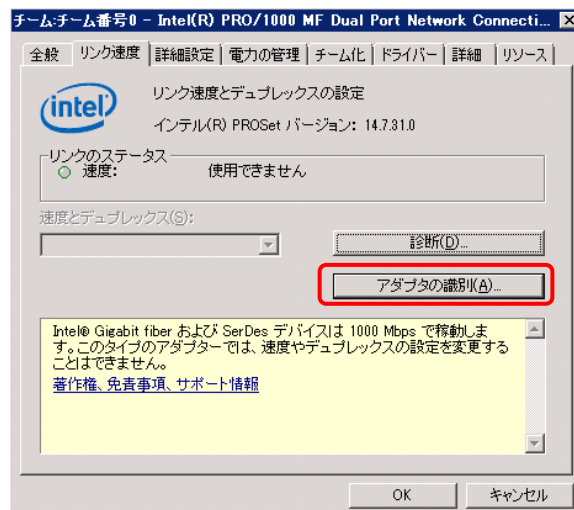 チーム:チーム番号0 - Intel(R) PRO/1000 MF Dual Port Network Connecti...
全般 リンク速度 詳細設定 電力の管理 チーム化 ドライバー 詳細 リソース
intel
リンク速度とデュプレックスの設定
インテル(R) PROSet バージョン: 14.7.31.0
リンクのステータス
速度: 使用できません
速度とデュプレックス(S):
診断(D)...
アダプタの識別(A)...
Intel® Gigabit fiber および SerDes デバイスは 1000 Mbps で稼動しま
す。このタイプのアダプターでは、速度やデュプレックスの設定を変更する
ことはできません。
著作権、免責事項、サポート情報
OK キャンセル